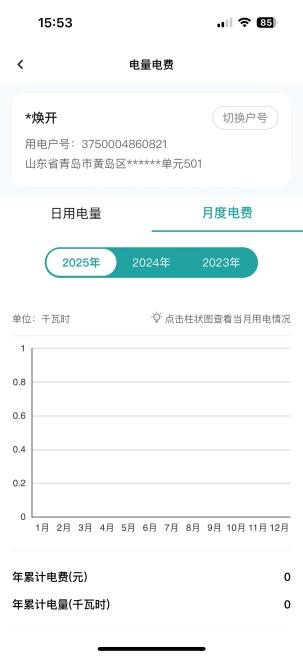 15:53
85
电量电费
*焕开
切换户号
用电户号：3750004860821
山东省青岛市黄岛区******单元501
日用电量
月度电费
2025年
2024年
2023年
单位：千瓦时
点击柱状图查看当月用电情况
1
0.8
0.6
0.4
0.2
0
1月 2月 3月 4月 5月 6月 7月 8月 9月 10月 11月 12月
年累计电费(元) 0
年累计电量(千瓦时) 0